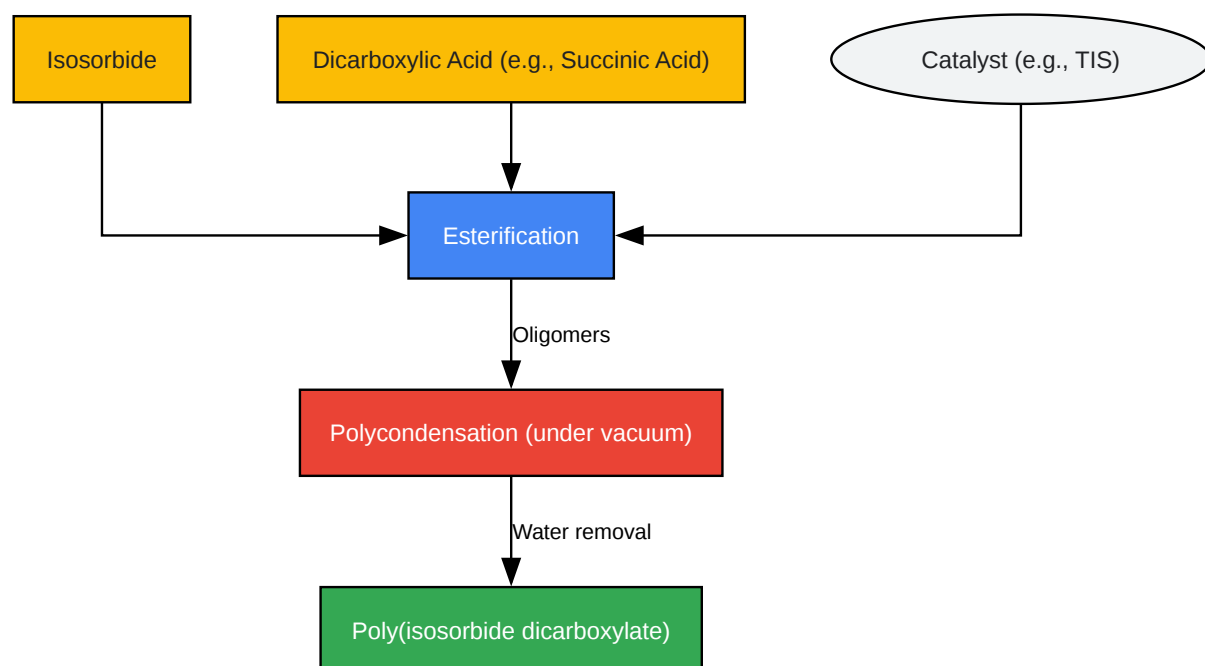 Isosorbide
Dicarboxylic Acid (e.g., Succinic Acid)
Catalyst (e.g., TIS)
Esterification
Oligomers
Polycondensation (under vacuum)
Water removal
Poly(isosorbide dicarboxylate)